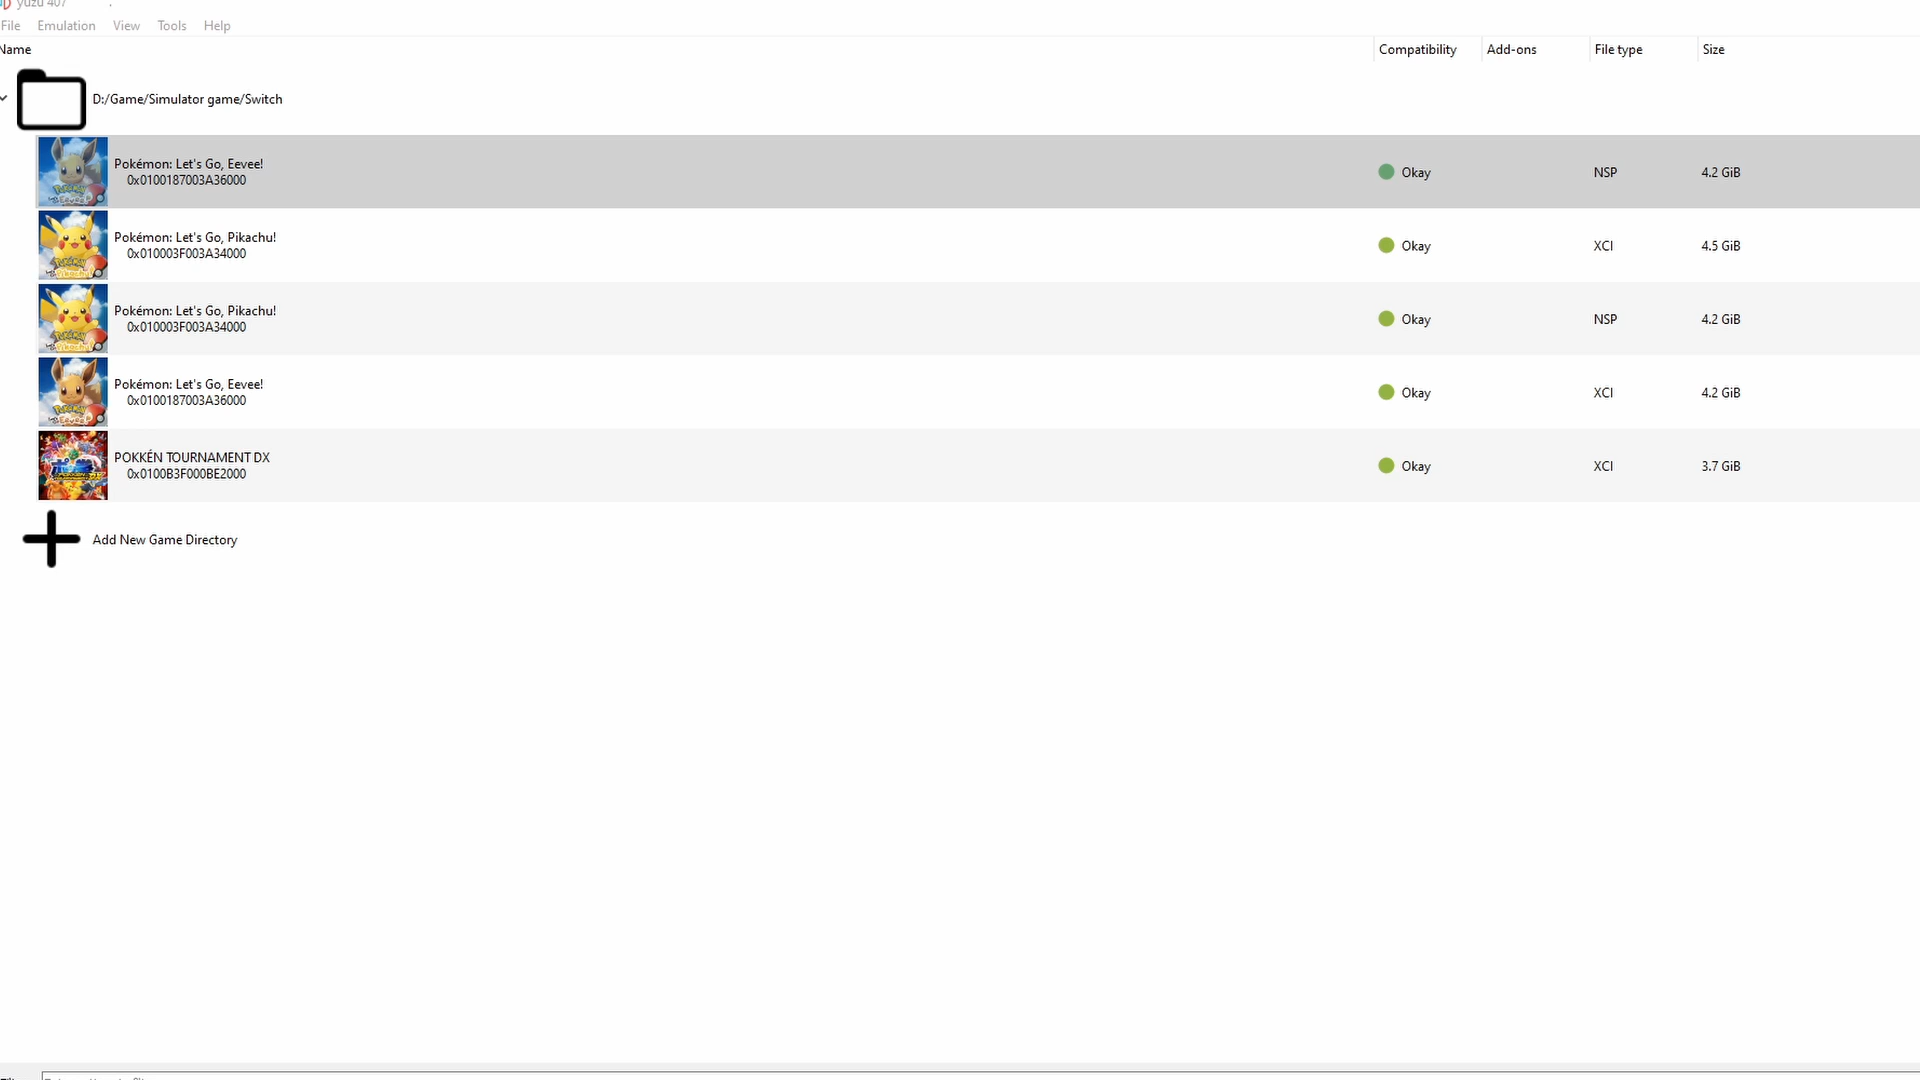 yuzu 407
File Emulation View Tools Help
Name Compatibility Add-ons File type Size
D:/Game/Simulator game/Switch
Pokémon: Let's Go, Eevee!
0x0100187003A36000
Okay NSP 4.2 GiB
Pokémon: Let's Go, Pikachu!
0x010003F003A34000
Okay XCI 4.5 GiB
Pokémon: Let's Go, Pikachu!
0x010003F003A34000
Okay NSP 4.2 GiB
Pokémon: Let's Go, Eevee!
0x0100187003A36000
Okay XCI 4.2 GiB
POKKÉN TOURNAMENT DX
0x0100B3F000BE2000
Okay XCI 3.7 GiB
Add New Game Directory